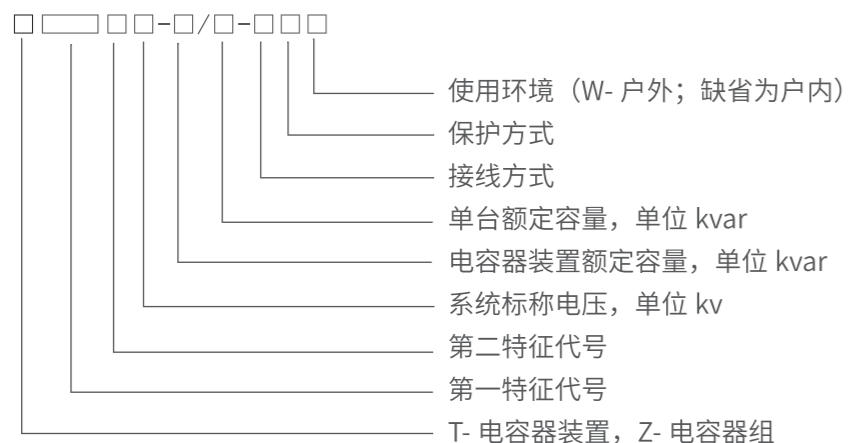 □▭□□-□/□-□□□
使用环境（W- 户外；缺省为户内）
保护方式
接线方式
单台额定容量，单位 kvar
电容器装置额定容量，单位 kvar
系统标称电压，单位 kv
第二特征代号
第一特征代号
T- 电容器装置，Z- 电容器组